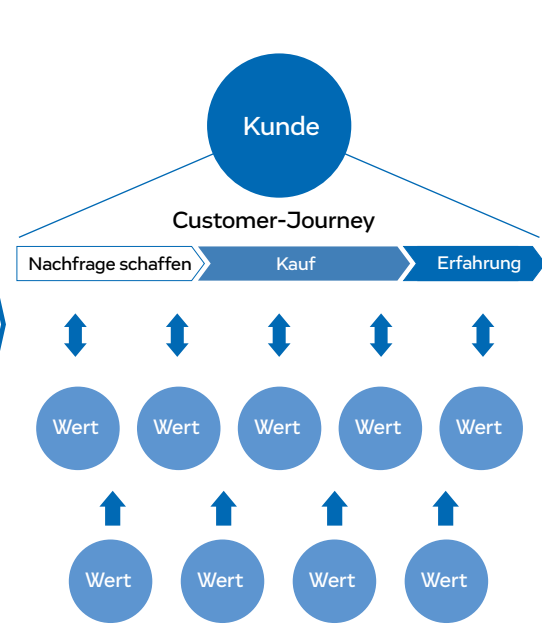 Kunde
Customer-Journey
Nachfrage schaffen Kauf Erfahrung
Wert Wert Wert Wert Wert
Wert Wert Wert Wert